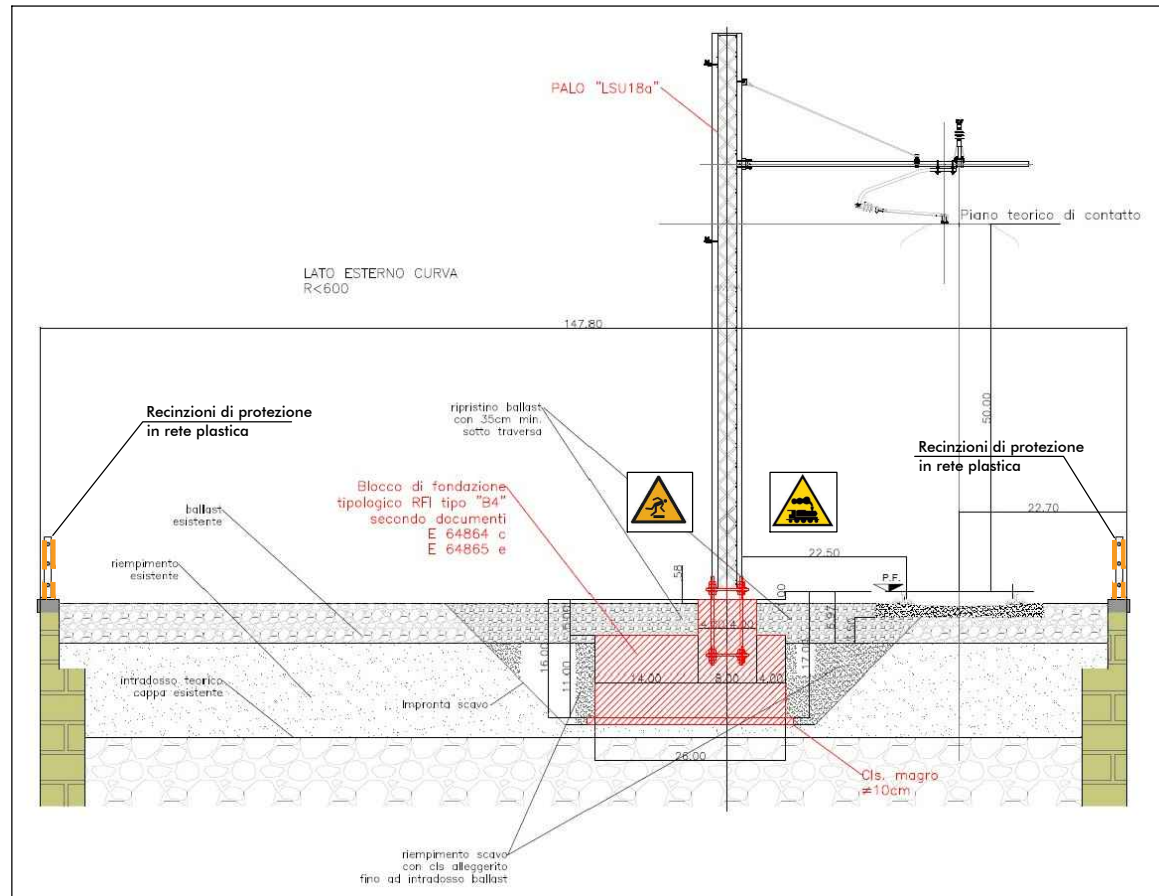 PALO "LSU18a"
Piano teorico di contatto
LATO ESTERNO CURVA
R<600
147.80
50.00
Recinzioni di protezione
in rete plastica
ripristino ballast
con 35cm min.
sotto traversa
Recinzioni di protezione
in rete plastica
Blocco di fondazione
tipologico RFI tipo "B4"
secondo documenti
E 64864 c
E 64865 e
ballast
esistente
22.70
riempimento
esistente
22.50
.58
P.F.
16.00
11.00
17.00
14.00
8.00
4.00
intradosso teorico
cappa esistente
Impronta scavo
26.00
Cls. magro
≠10cm
riempimento scavo
con cls alleggerito
fino ad intradosso ballast